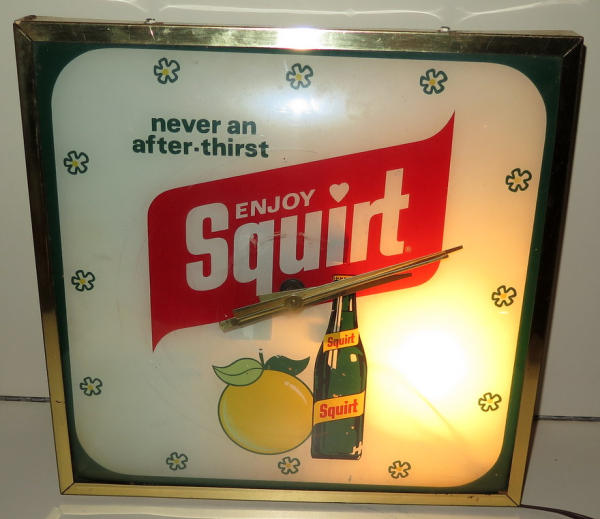 never an
after-thirst
ENJOY
Squirt
Squirt
Squirt